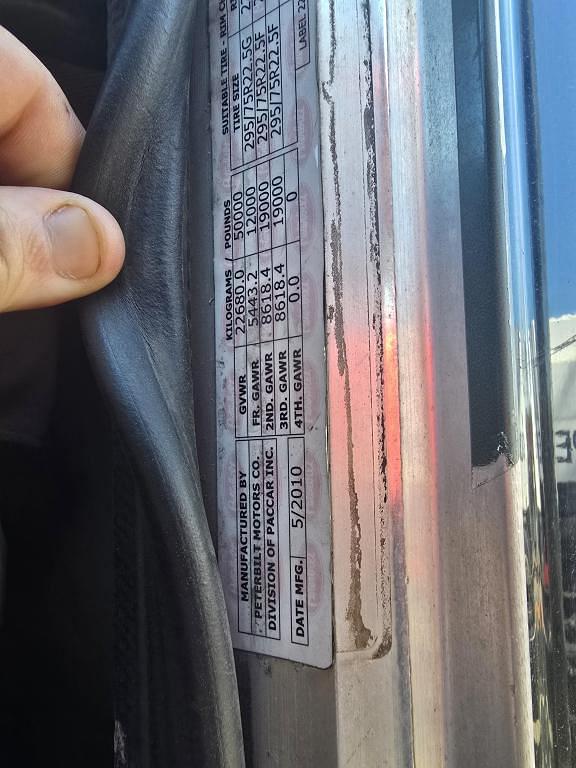 MANUFACTURED BY
PETERBILT MOTORS CO.
DIVISION OF PACCAR INC.
DATE MFG. 5/2010
KILOGRAMS POUNDS SUITABLE TIRE - RIM
TIRE SIZE
GVWR 22680.0 50000
FR. GAWR 5443.2 12000 295/75R22.5G
2ND. GAWR 8618.4 19000 295/75R22.5F
3RD. GAWR 8618.4 19000 295/75R22.5F
4TH. GAWR 0.0 0
LABEL 22